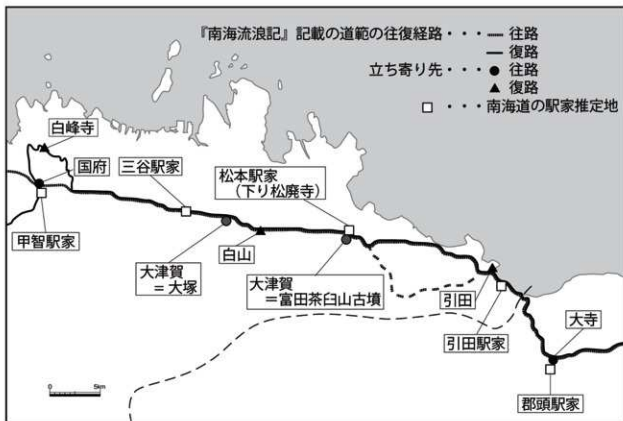 『南海流浪記』記載の道範の往復経路・・・往路
復路
立ち寄り先・・・●往路
▲復路
□・・・南海道の駅家推定地
白峰寺
国府
三谷駅家
松本駅家
(下り松廃寺)
甲智駅家
大津賀
=大塚
白山
大津賀
=富田茶臼山古墳
引田
引田駅家
大寺
郡頭駅家
0
5km